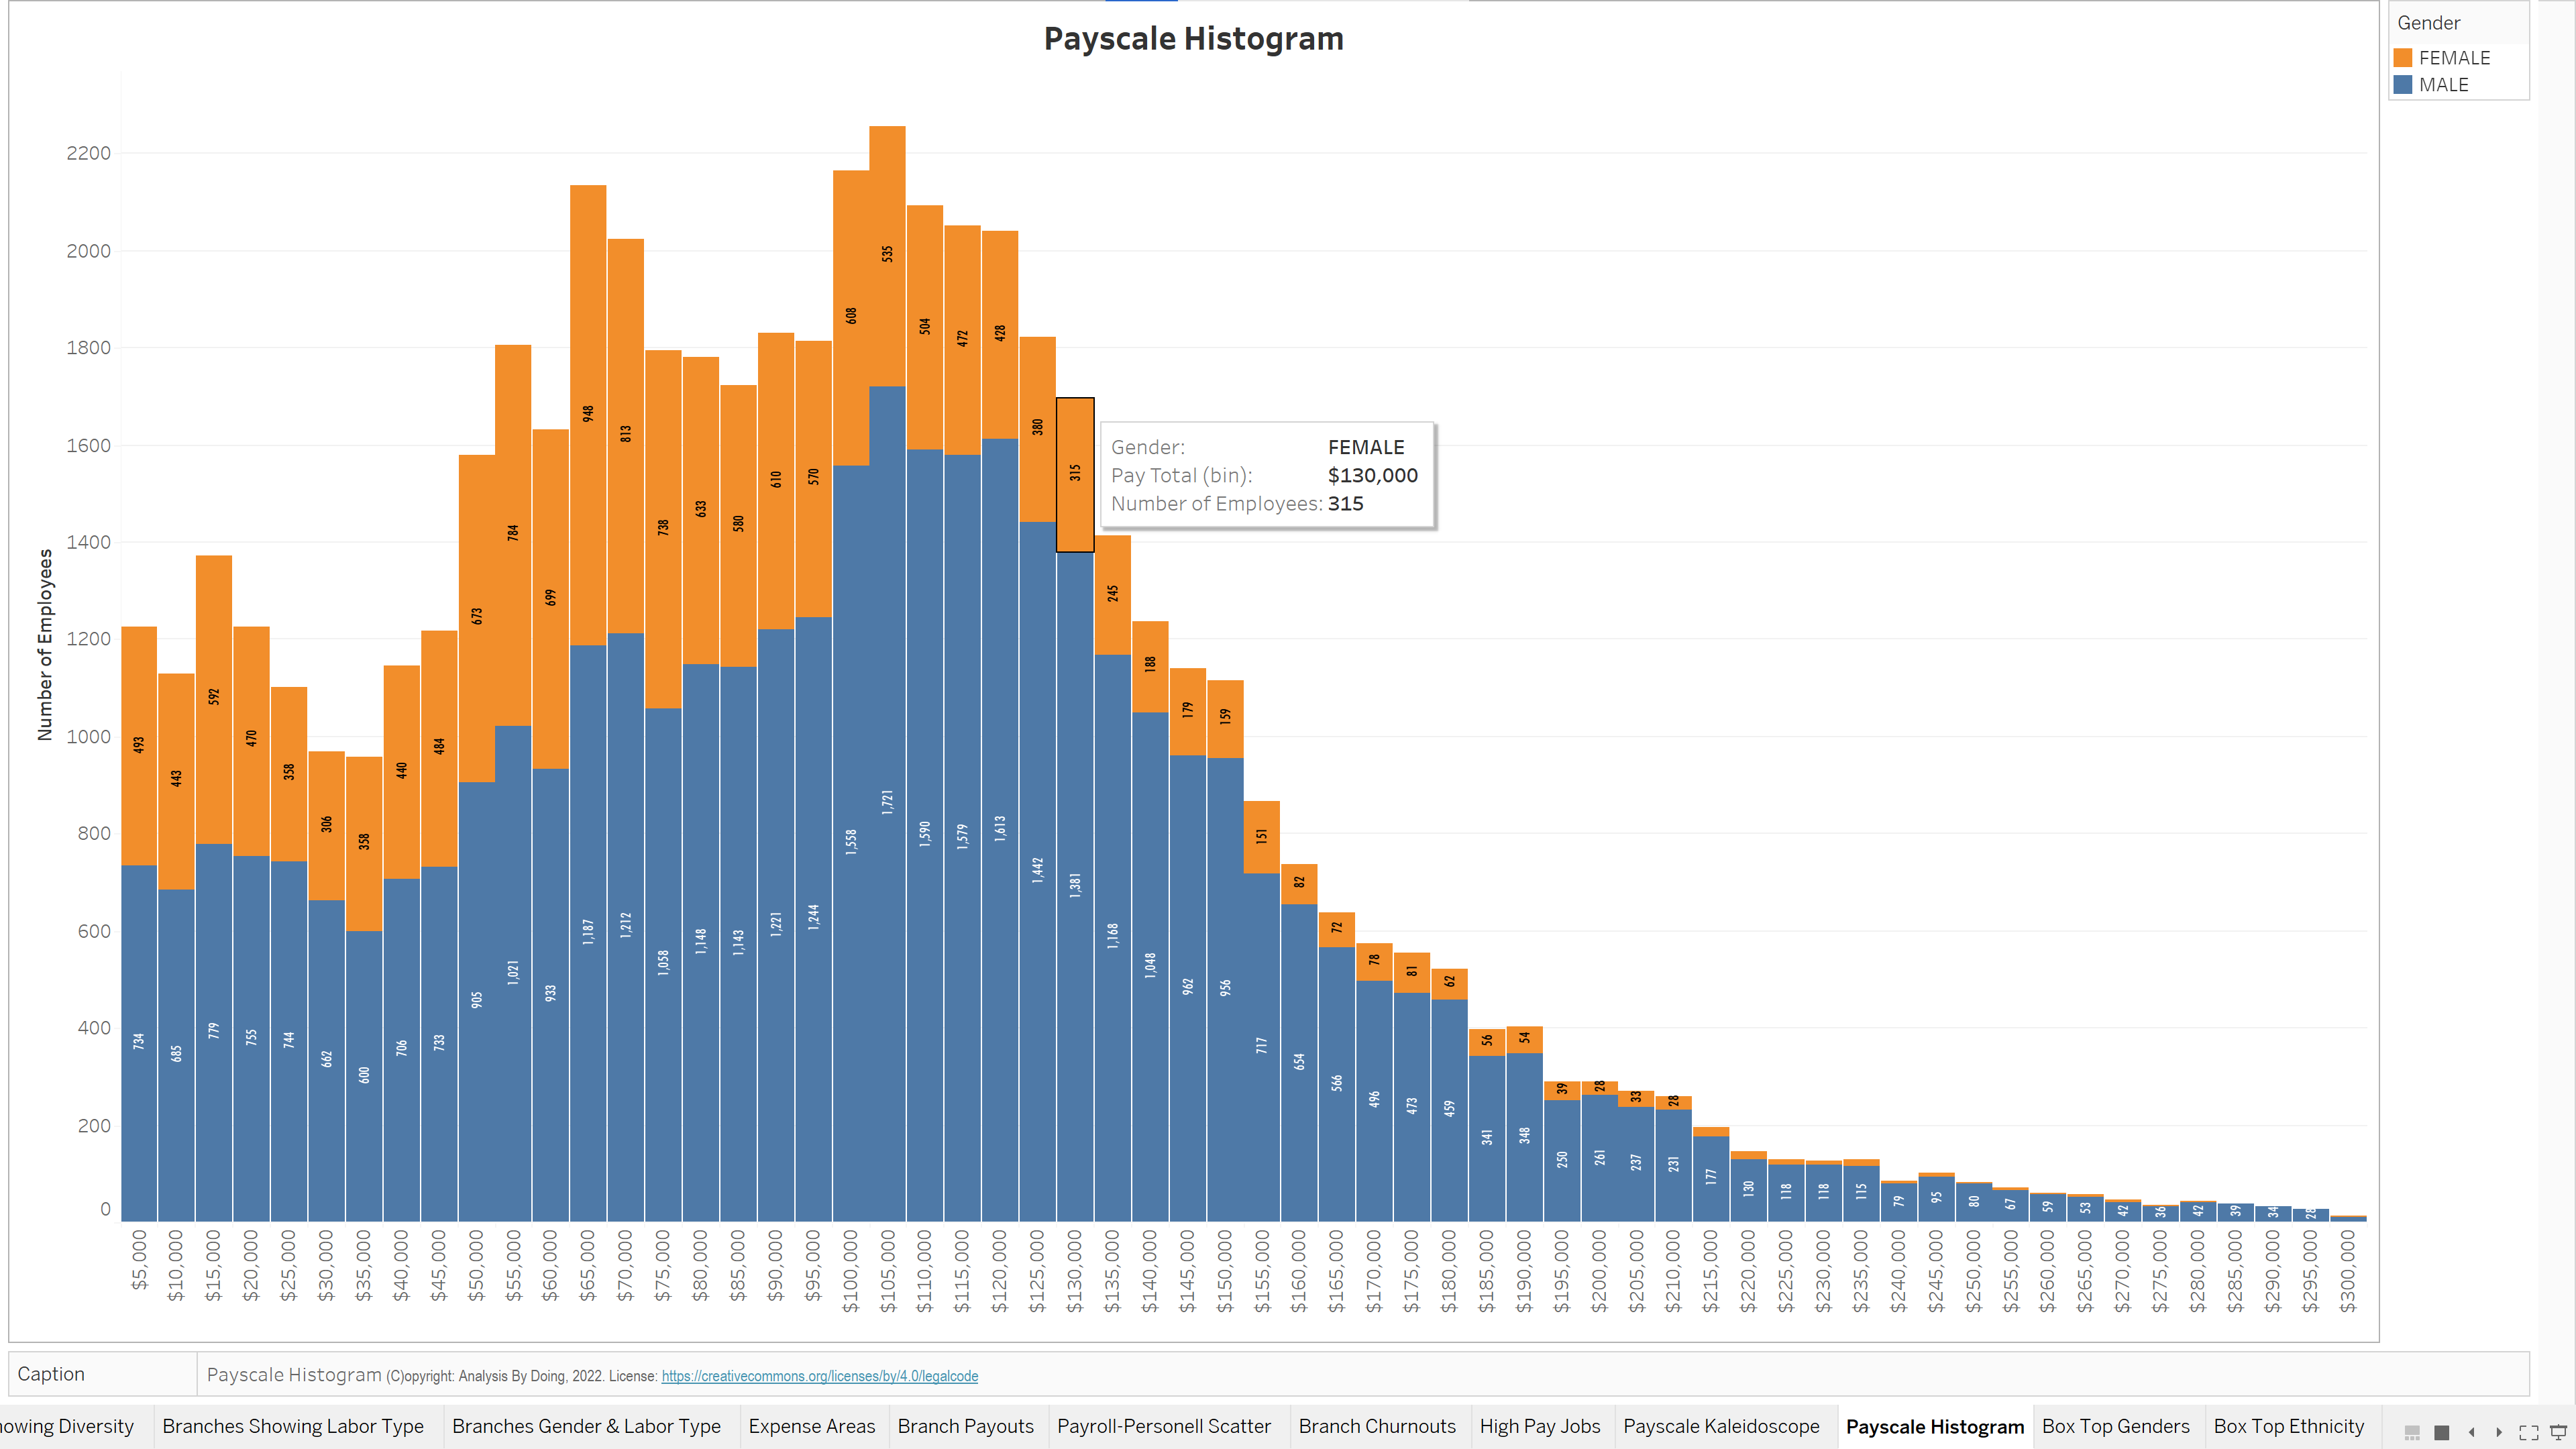 Payscale Histogram
Gender
FEMALE
MALE
Number of Employees
2200
2000
1800
1600
1400
1200
1000
800
600
400
200
0
493 443 592 470 358 306 358 440 484 673 784 699 948 813 738 633 580 610 570 608 535 504 472 428 380 315 245 188 179 159 151 82 72 78 81 62 56 54 39 28 33 28
734 685 779 755 744 662 600 706 733 905 1,021 933 1,187 1,212 1,058 1,148 1,143 1,221 1,244 1,558 1,721 1,590 1,579 1,613 1,442 1,381 1,168 1,048 962 956 717 654 566 496 473 459 341 348 250 261 237 231 177 130 118 118 115 79 95 80 67 59 53 42 36 42 39 34 28
Gender: FEMALE
Pay Total (bin): $130,000
Number of Employees: 315
$5,000 $10,000 $15,000 $20,000 $25,000 $30,000 $35,000 $40,000 $45,000 $50,000 $55,000 $60,000 $65,000 $70,000 $75,000 $80,000 $85,000 $90,000 $95,000 $100,000 $105,000 $110,000 $115,000 $120,000 $125,000 $130,000 $135,000 $140,000 $145,000 $150,000 $155,000 $160,000 $165,000 $170,000 $175,000 $180,000 $185,000 $190,000 $195,000 $200,000 $205,000 $210,000 $215,000 $220,000 $225,000 $230,000 $235,000 $240,000 $245,000 $250,000 $255,000 $260,000 $265,000 $270,000 $275,000 $280,000 $285,000 $290,000 $295,000 $300,000
Caption Payscale Histogram (C)opyright: Analysis By Doing, 2022. License: https://creativecommons.org/licenses/by/4.0/legalcode
howing Diversity Branches Showing Labor Type Branches Gender & Labor Type Expense Areas Branch Payouts Payroll-Personell Scatter Branch Churnouts High Pay Jobs Payscale Kaleidoscope Payscale Histogram Box Top Genders Box Top Ethnicity